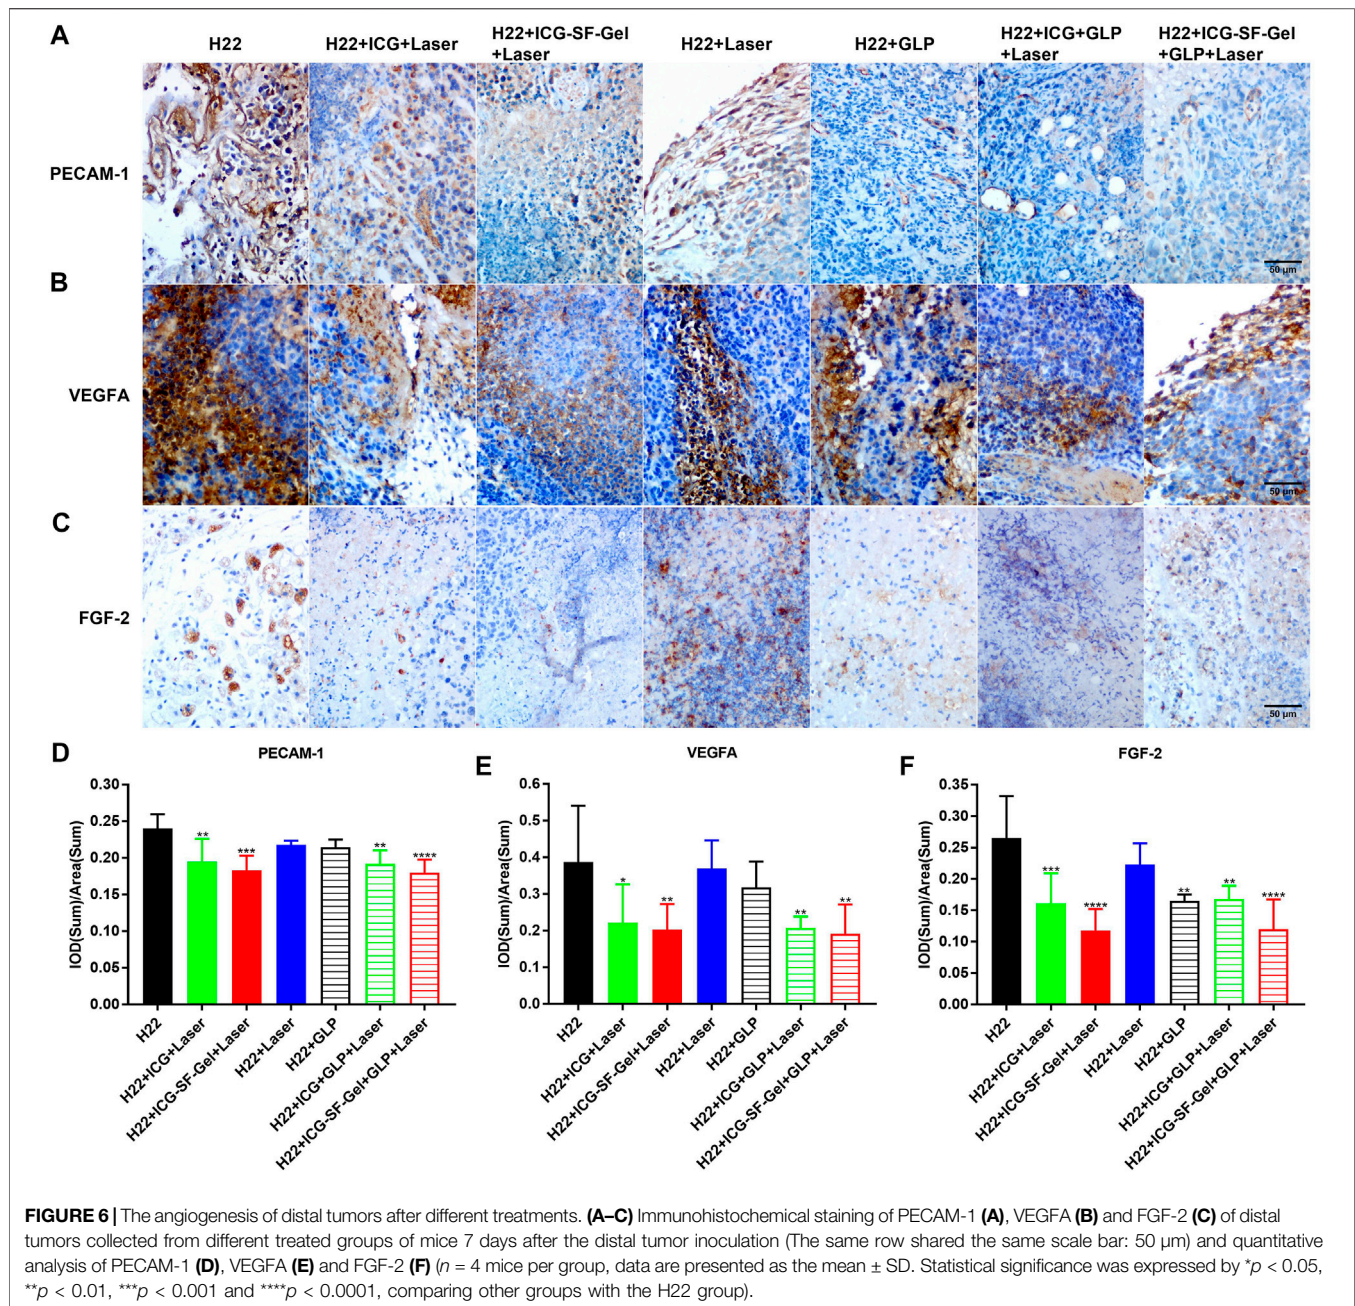 A
H22
H22+ICG+Laser
H22+ICG-SF-Gel
+Laser
H22+Laser
H22+GLP
H22+ICG+GLP
+Laser
H22+ICG-SF-Gel
+GLP+Laser
PECAM-1
50 µm
B
VEGFA
50 µm
C
FGF-2
50 µm
D
PECAM-1
IOD(Sum)/Area(Sum)
0.30
0.25
0.20
0.15
0.10
0.05
0.00
**
***
**
****
H22
H22+ICG+Laser
H22+ICG-SF-Gel+Laser
H22+Laser
H22+GLP
H22+ICG+GLP+Laser
H22+ICG-SF-Gel+GLP+Laser
E
VEGFA
IOD(Sum)/Area(Sum)
0.6
0.5
0.4
0.3
0.2
0.1
0.0
*
**
**
**
H22
H22+ICG+Laser
H22+ICG-SF-Gel+Laser
H22+Laser
H22+GLP
H22+ICG+GLP+Laser
H22+ICG-SF-Gel+GLP+Laser
F
FGF-2
IOD(Sum)/Area(Sum)
0.35
0.30
0.25
0.20
0.15
0.10
0.05
0.00
***
****
**
**
****
H22
H22+ICG+Laser
H22+ICG-SF-Gel+Laser
H22+Laser
H22+GLP
H22+ICG+GLP+Laser
H22+ICG-SF-Gel+GLP+Laser
FIGURE 6 | The angiogenesis of distal tumors after different treatments. (A–C) Immunohistochemical staining of PECAM-1 (A), VEGFA (B) and FGF-2 (C) of distal
tumors collected from different treated groups of mice 7 days after the distal tumor inoculation (The same row shared the same scale bar: 50 µm) and quantitative
analysis of PECAM-1 (D), VEGFA (E) and FGF-2 (F) (n = 4 mice per group, data are presented as the mean ± SD. Statistical significance was expressed by *p < 0.05,
**p < 0.01, ***p < 0.001 and ****p < 0.0001, comparing other groups with the H22 group).